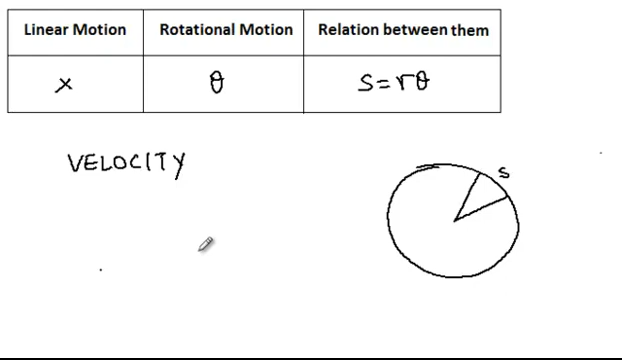 Linear Motion Rotational Motion Relation between them
x θ S=rθ
VELOCITY
S